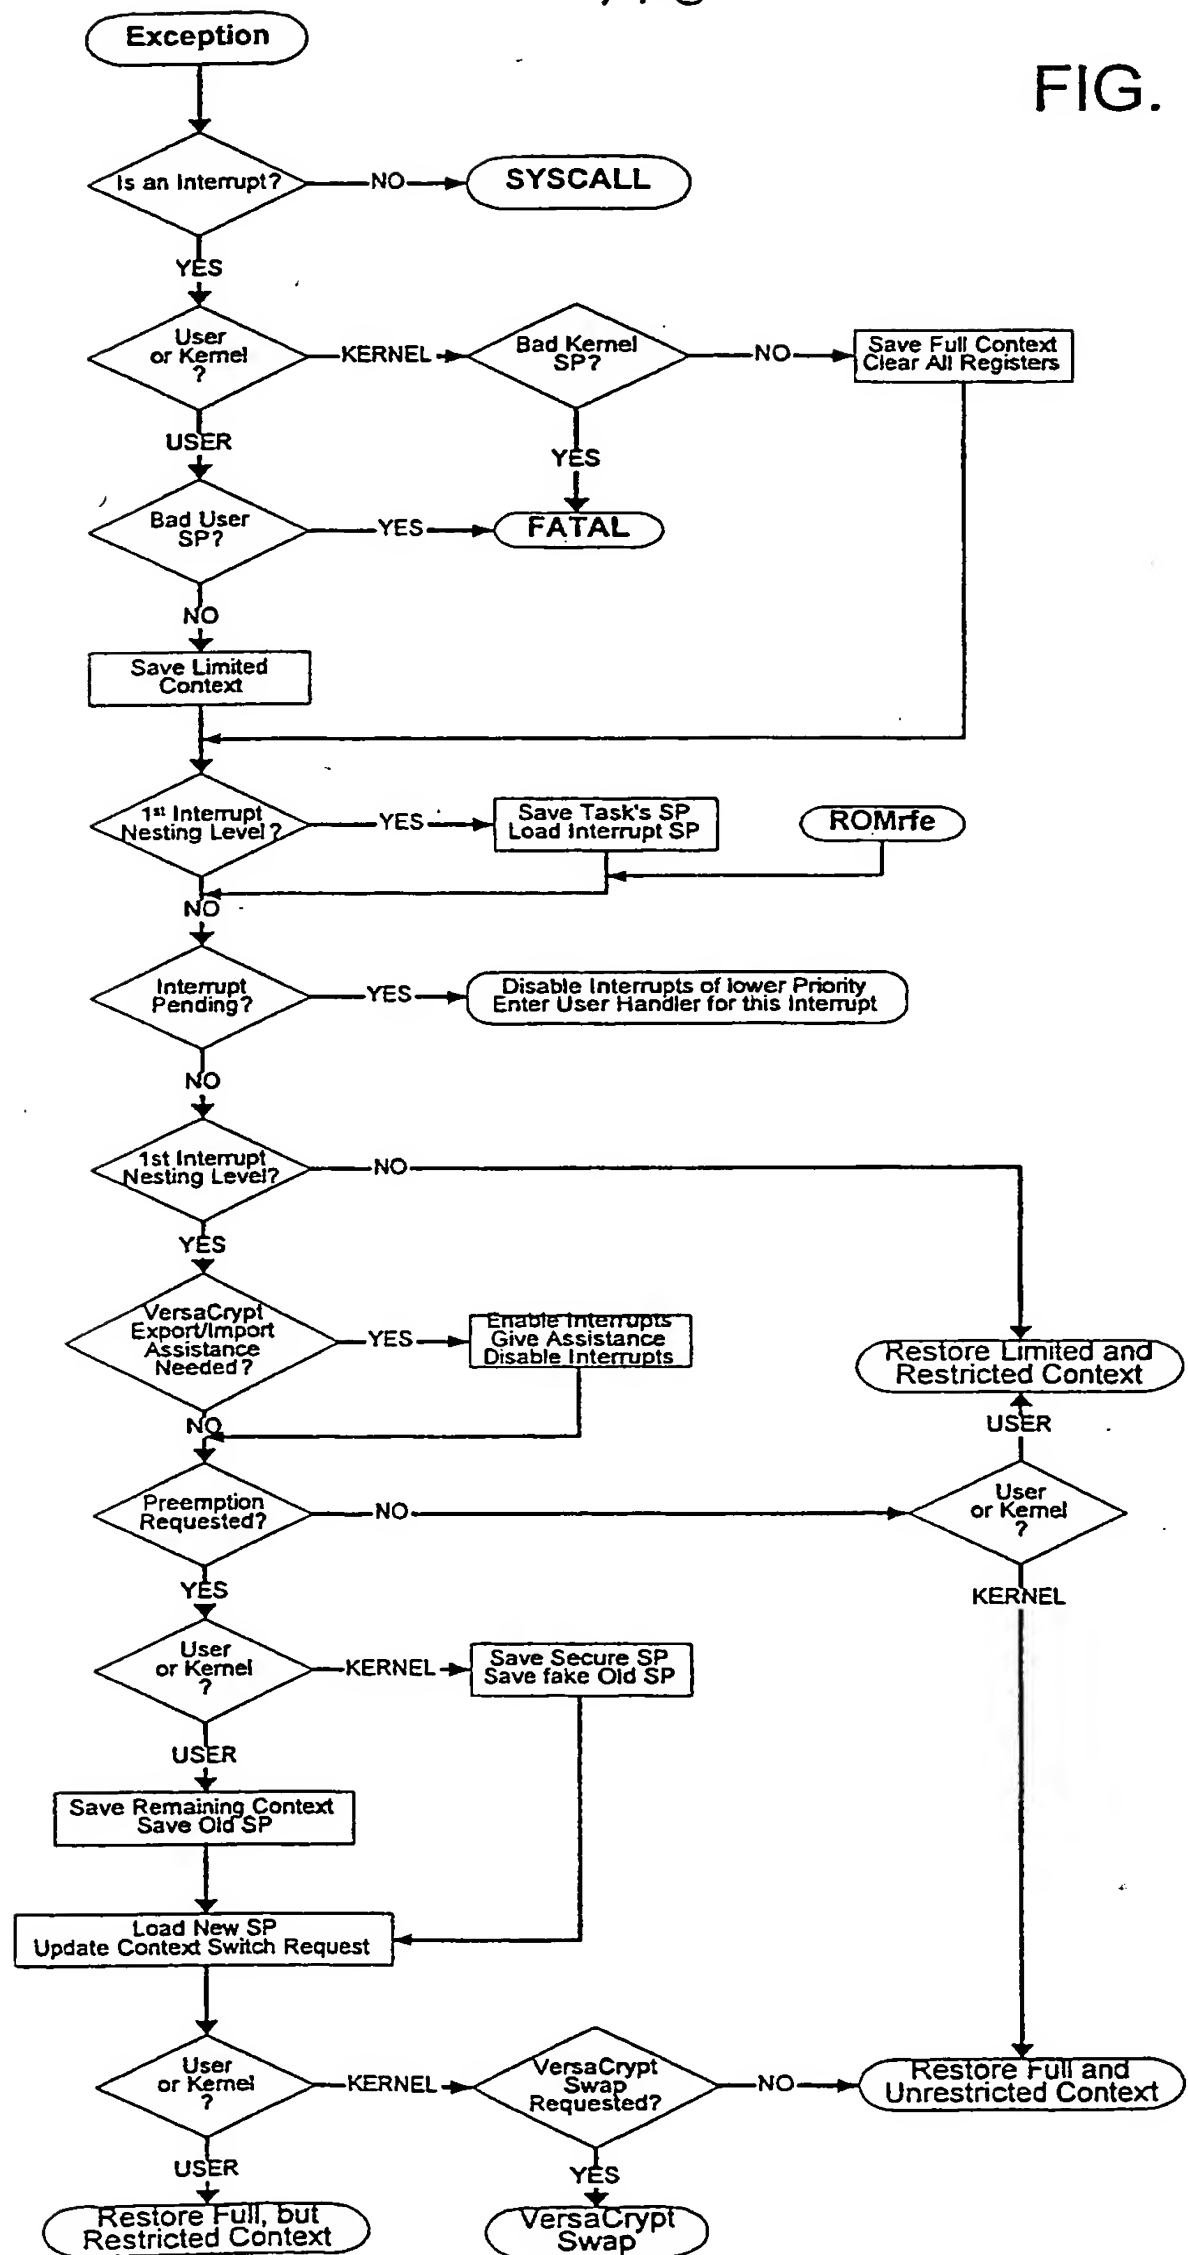 Exception
FIG.
Is an Interrupt?
NO
SYSCALL
YES
User
or Kernel
?
KERNEL
Bad Kernel
SP?
NO
Save Full Context
Clear All Registers
USER
YES
Bad User
SP?
YES
FATAL
NO
Save Limited
Context
1st Interrupt
Nesting Level?
YES
Save Task's SP
Load Interrupt SP
ROMrfe
NO
Interrupt
Pending?
YES
Disable Interrupts of lower Priority
Enter User Handler for this Interrupt
NO
1st Interrupt
Nesting Level?
NO
YES
VersaCrypt
Export/Import
Assistance
Needed?
YES
Enable Interrupts
Give Assistance
Disable Interrupts
Restore Limited and
Restricted Context
NO
USER
Preemption
Requested?
NO
User
or Kernel
?
YES
KERNEL
User
or Kernel
?
KERNEL
Save Secure SP
Save fake Old SP
USER
Save Remaining Context
Save Old SP
Load New SP
Update Context Switch Request
User
or Kernel
?
KERNEL
VersaCrypt
Swap
Requested?
NO
Restore Full and
Unrestricted Context
USER
YES
Restore Full, but
Restricted Context
VersaCrypt
Swap